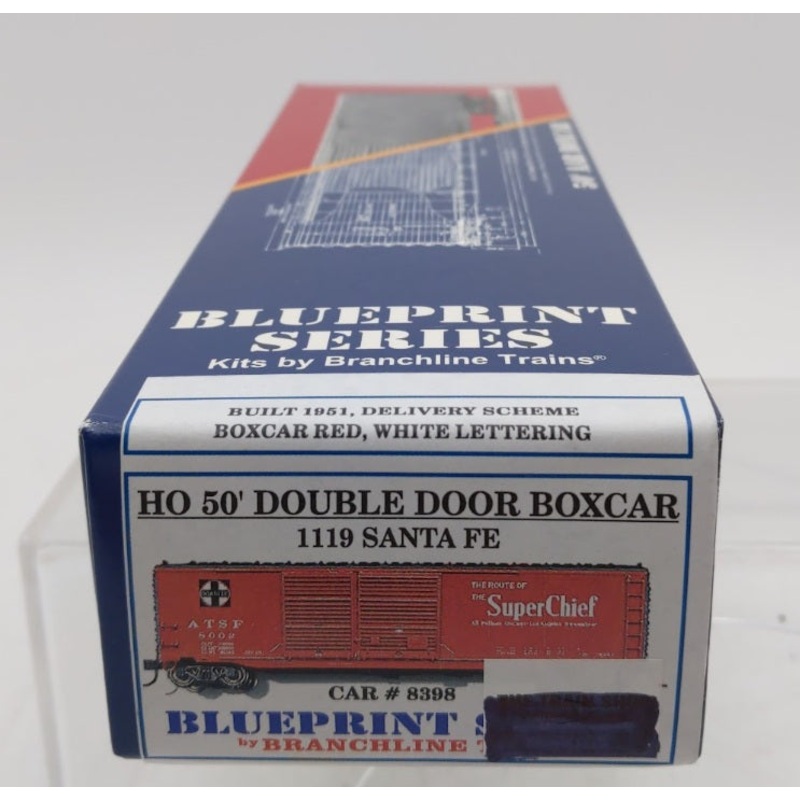 BLUEPRINT
SERIES
Kits by Branchline Trains®
BUILT 1951, DELIVERY SCHEME
BOXCAR RED, WHITE LETTERING
HO 50' DOUBLE DOOR BOXCAR
1119 SANTA FE
THE ROUTE OF
THE
SuperChief
ATSF
8002
CAR # 8398
BLUEPRINT S
by BRANCHLINE T